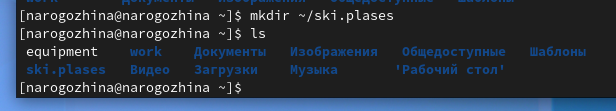 [narogozhina@narogozhina ~]$ mkdir ~/ski.plases
[narogozhina@narogozhina ~]$ ls
equipment work Документы Изображения Общедоступные Шаблоны
ski.plases Видео Загрузки Музыка 'Рабочий стол'
[narogozhina@narogozhina ~]$